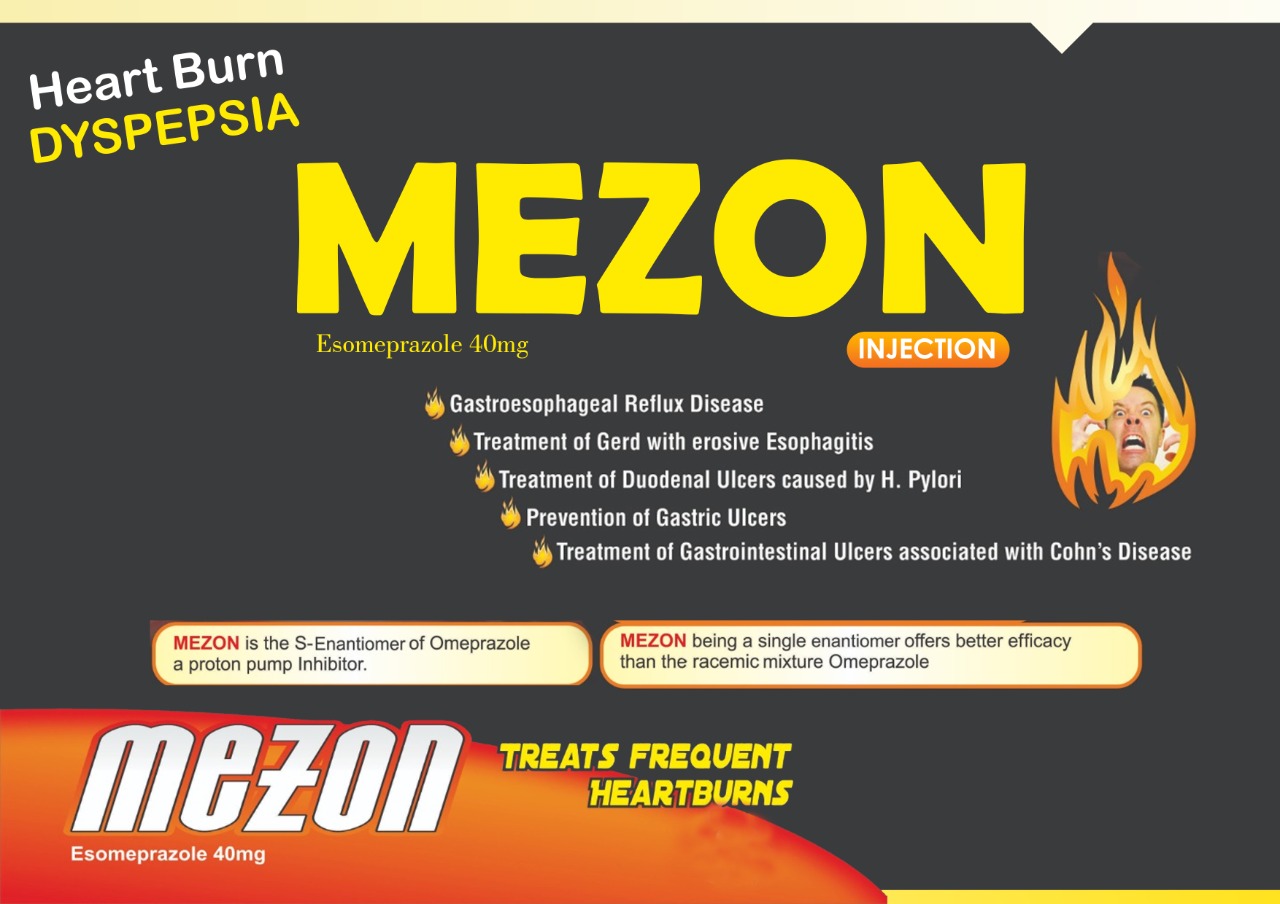 Heart Burn
DYSPEPSIA
MEZON
Esomeprazole 40mg
INJECTION
Gastroesophageal Reflux Disease
Treatment of Gerd with erosive Esophagitis
Treatment of Duodenal Ulcers caused by H. Pylori
Prevention of Gastric Ulcers
Treatment of Gastrointestinal Ulcers associated with Cohn's Disease
MEZON is the S-Enantiomer of Omeprazole
a proton pump Inhibitor.
MEZON being a single enantiomer offers better efficacy
than the racemic mixture Omeprazole
mezon
Esomeprazole 40mg
TREATS FREQUENT
HEARTBURNS